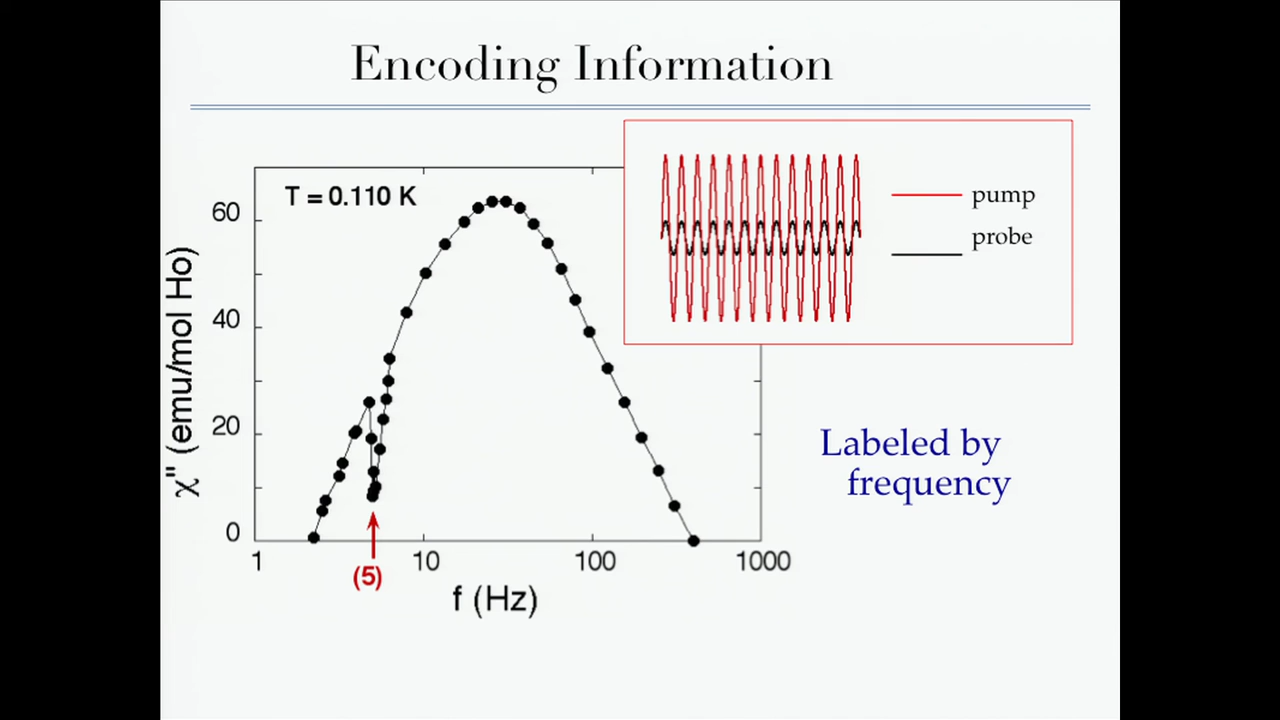 Encoding Information
T = 0.110 K
pump
probe
60
40
20
0
χ'' (emu/mol Ho)
1
10
100
1000
(5)
f (Hz)
Labeled by
frequency